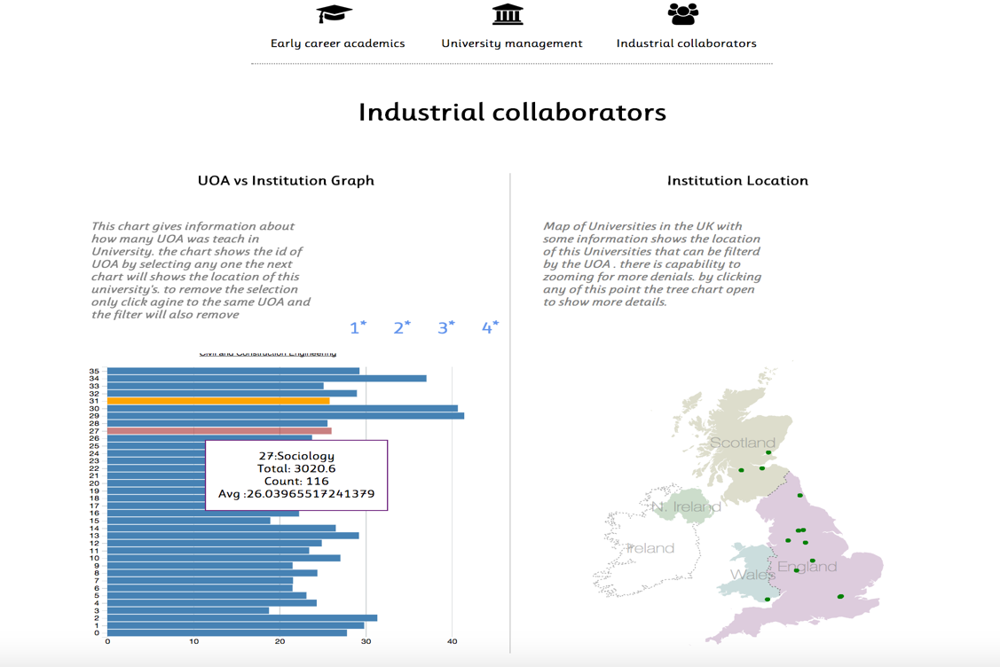 Early career academics
University management
Industrial collaborators
Industrial collaborators
UOA vs Institution Graph
This chart gives information about
how many UOA was teach in
University. the chart shows the id of
UOA by selecting any one the next
chart will shows the location of this
university's. to remove the selection
only click agine to the same UOA and
the filter will also remove
1*
2*
3*
4*
Civil and Construction Engineering
35
34
33
32
31
30
29
28
27
26
25
24
23
22
21
20
19
18
17
16
15
14
13
12
11
10
9
8
7
6
5
4
3
2
1
0
27:Sociology
Total: 3020.6
Count: 116
Avg :26.03965517241379
0
10
20
30
40
Institution Location
Map of Universities in the UK with
some information shows the location
of this Universities that can be filterd
by the UOA . there is capability to
zooming for more denials. by clicking
any of this point the tree chart open
to show more details.
Scotland
N. Ireland
Ireland
England
Wales